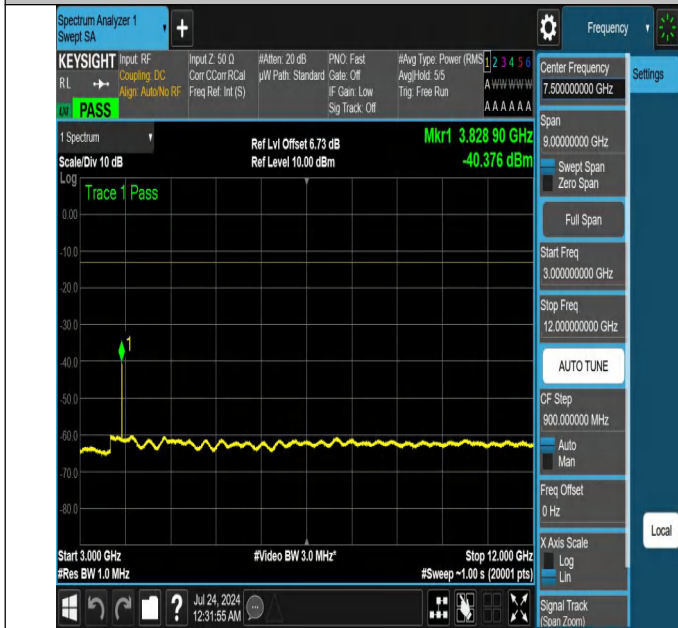 Spectrum Analyzer 1
Swept SA
+
Frequency
KEYSIGHT
RL
LXI
PASS
Input: RF
Coupling: DC
Align: Auto/No RF
Input Z: 50 Ω
Corr CCorr RCal
Freq Ref: Int (S)
#Atten: 20 dB
µW Path: Standard
PNO: Fast
Gate: Off
IF Gain: Low
Sig Track: Off
#Avg Type: Power (RMS
Avg|Hold: 5/5
Trig: Free Run
1 2 3 4 5 6
A W W W W W
A A A A A A
1 Spectrum
Scale/Div 10 dB
Log
Ref Lvl Offset 6.73 dB
Ref Level 10.00 dBm
Mkr1 3.828 90 GHz
-40.376 dBm
Trace 1 Pass
0.00
-10.0
-20.0
-30.0
-40.0
-50.0
-60.0
-70.0
-80.0
1
Start 3.000 GHz
#Res BW 1.0 MHz
#Video BW 3.0 MHz*
Stop 12.000 GHz
#Sweep ~1.00 s (20001 pts)
Jul 24, 2024
12:31:55 AM
?
Center Frequency
7.500000000 GHz
Span
9.00000000 GHz
Swept Span
Zero Span
Full Span
Start Freq
3.000000000 GHz
Stop Freq
12.000000000 GHz
AUTO TUNE
CF Step
900.000000 MHz
Auto
Man
Freq Offset
0 Hz
X Axis Scale
Log
Lin
Signal Track
(Span Zoom)
Settings
Local